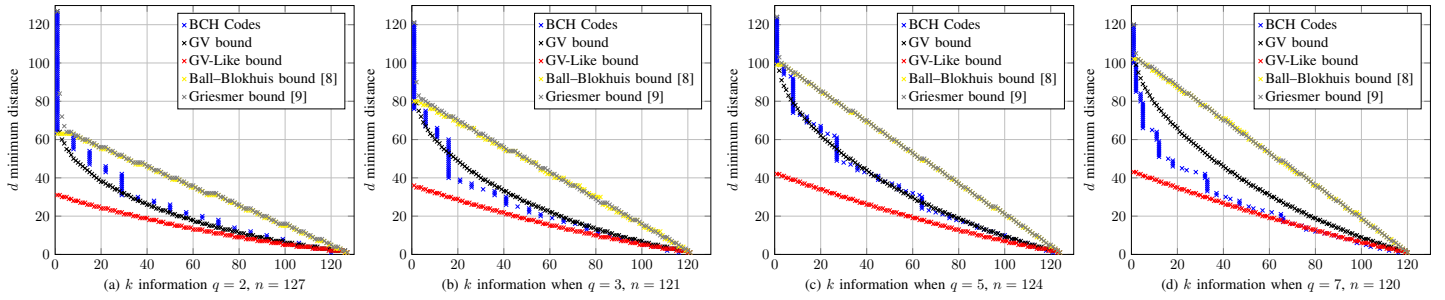 d minimum distance
120
100
80
60
40
20
0
0 20 40 60 80 100 120
BCH Codes
GV bound
GV-Like bound
Ball–Blokhuis bound [8]
Griesmer bound [9]
(a) k information q = 2, n = 127
d minimum distance
120
100
80
60
40
20
0
0 20 40 60 80 100 120
BCH Codes
GV bound
GV-Like bound
Ball–Blokhuis bound [8]
Griesmer bound [9]
(b) k information when q = 3, n = 121
d minimum distance
120
100
80
60
40
20
0
0 20 40 60 80 100 120
BCH Codes
GV bound
GV-Like bound
Ball–Blokhuis bound [8]
Griesmer bound [9]
(c) k information when q = 5, n = 124
d minimum distance
120
100
80
60
40
20
0
0 20 40 60 80 100 120
BCH Codes
GV bound
GV-Like bound
Ball–Blokhuis bound [8]
Griesmer bound [9]
(d) k information when q = 7, n = 120